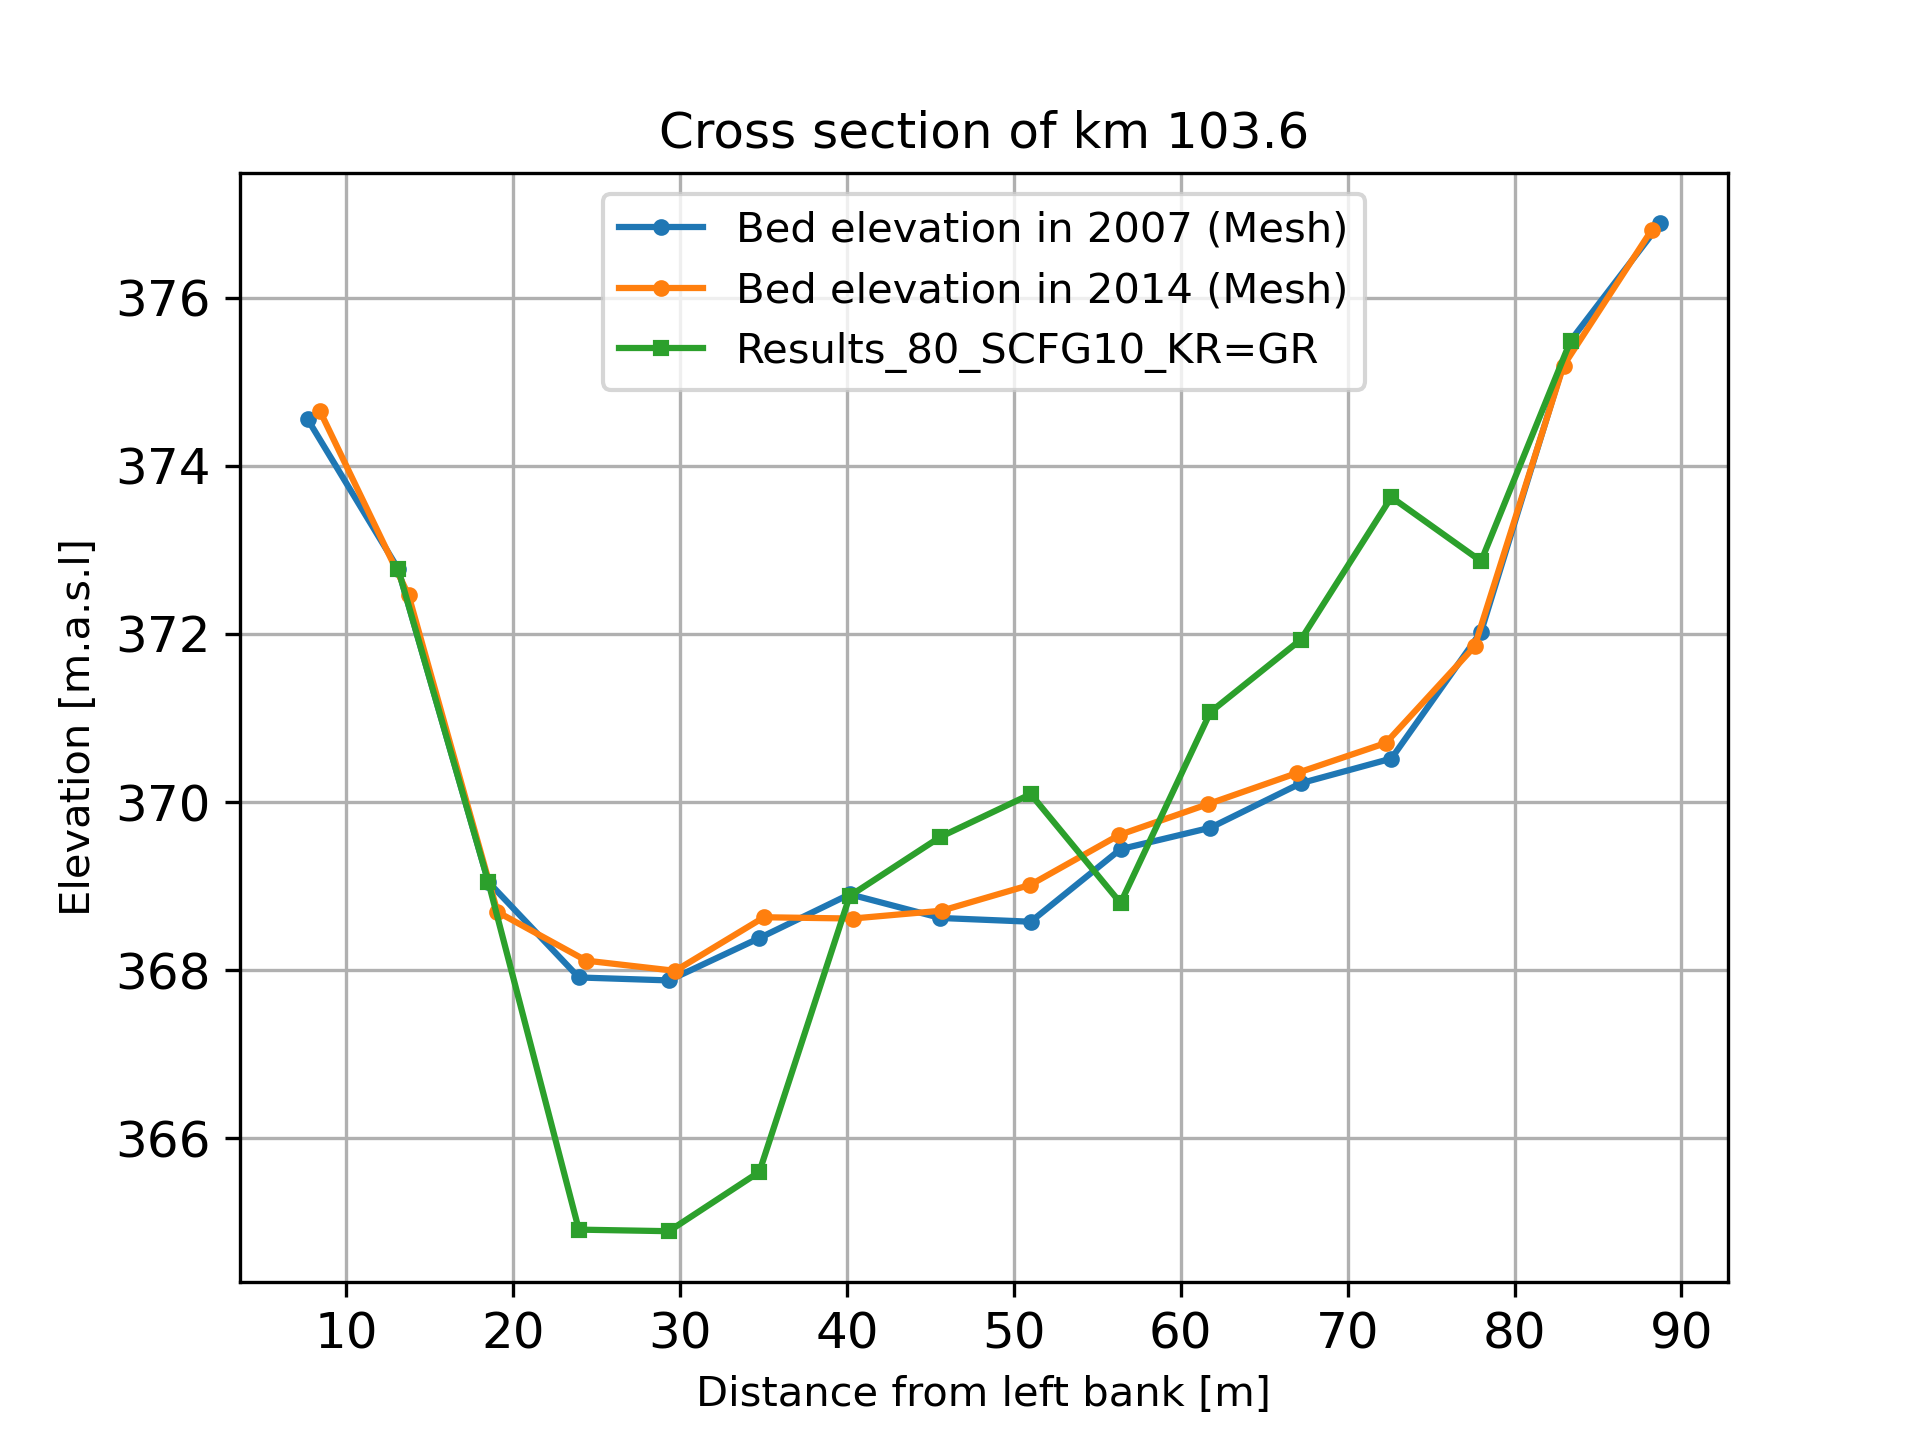 Cross section of km 103.6
Bed elevation in 2007 (Mesh)
Bed elevation in 2014 (Mesh)
Results_80_SCFG10_KR=GR
Elevation [m.a.s.l]
376
374
372
370
368
366
10 20 30 40 50 60 70 80 90
Distance from left bank [m]